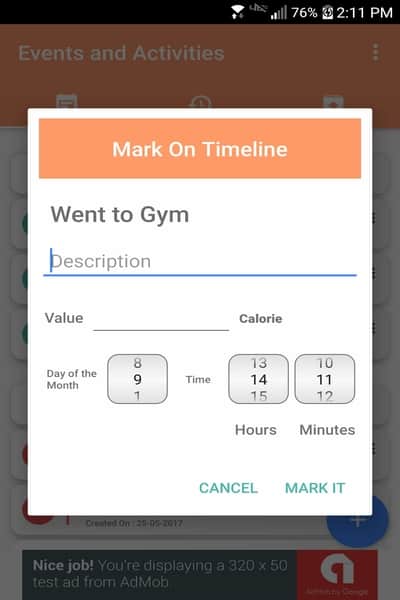 76% 2:11 PM
Events and Activities
Mark On Timeline
Went to Gym
Description
Value Calorie
8 13 10
Day of the Month 9 Time 14 11
1 15 12
Hours Minutes
CANCEL MARK IT
Created On : 25-05-2017
Nice job! You're displaying a 320 x 50
test ad from AdMob
AdMob by Google